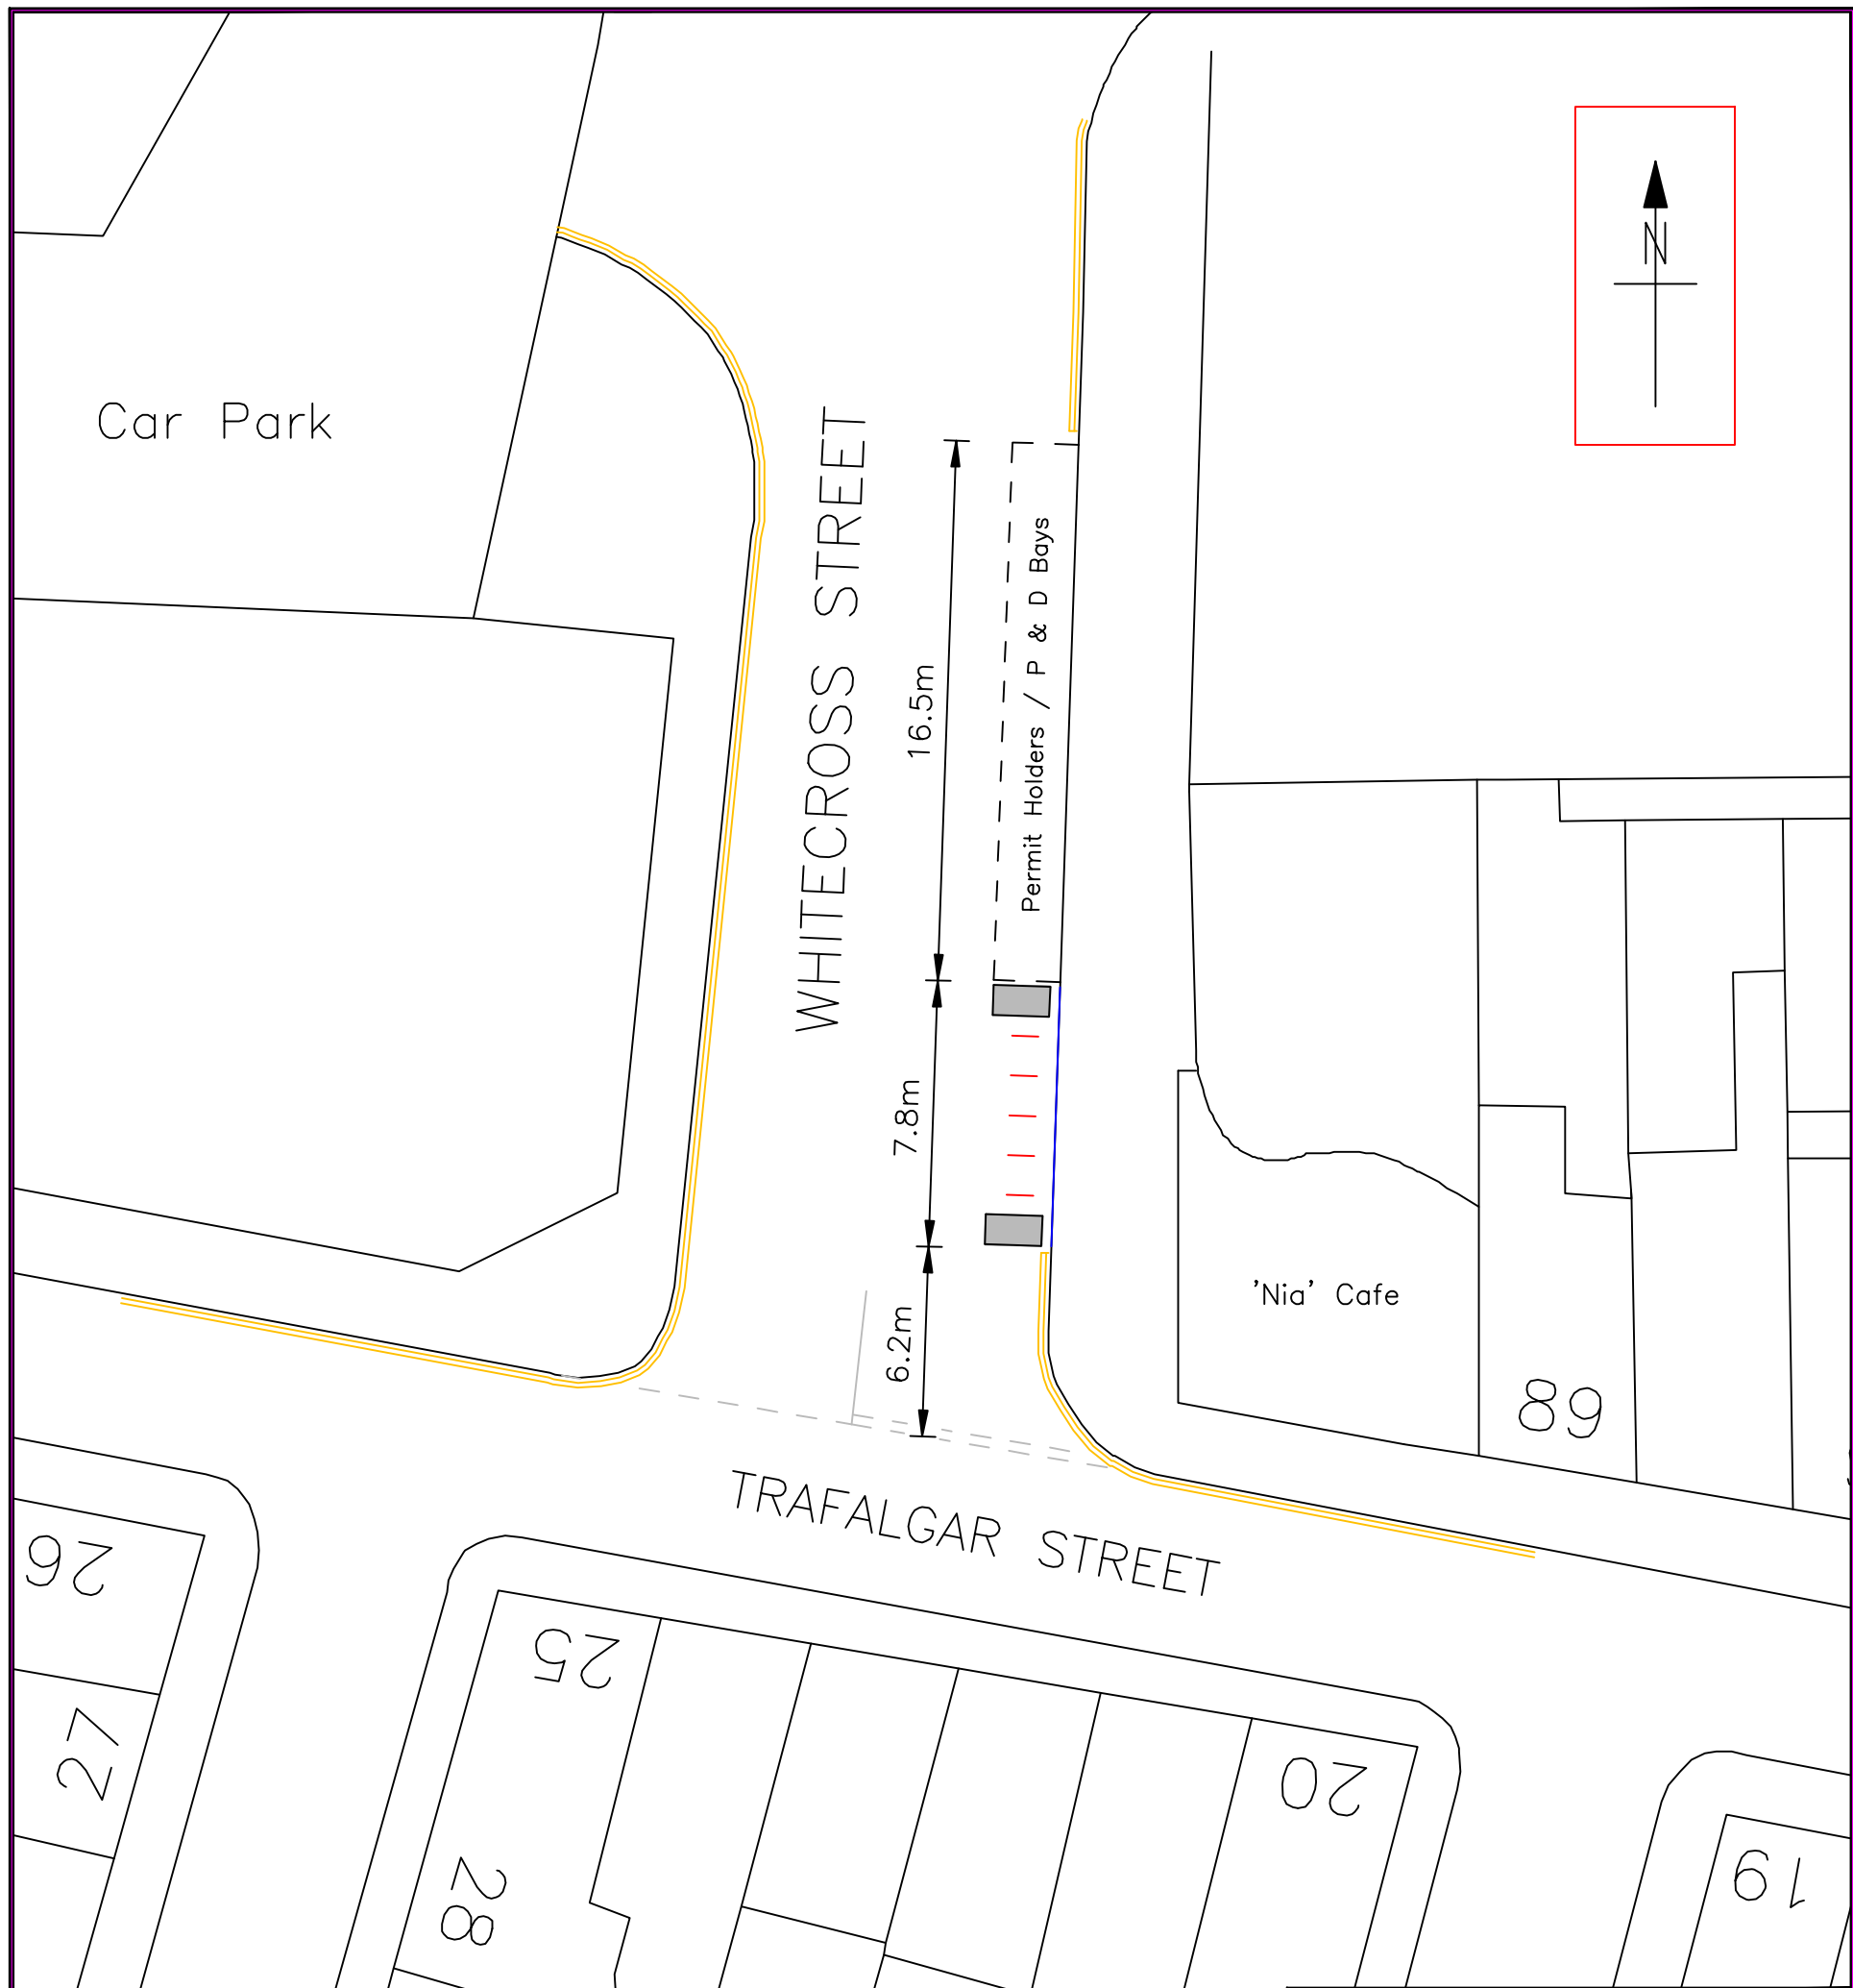 Car Park
N
WHITECROSS STREET
16.5m
Permit Holders / P & D Bays
7.8m
6.2m
'Nia' Cafe
89
TRAFALGAR STREET
26
25
27
20
28
19